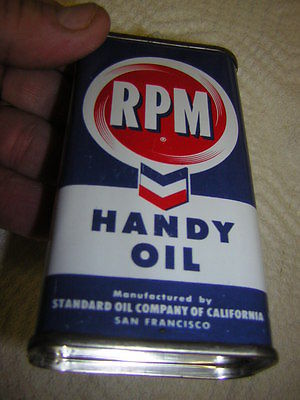 RPM
®
HANDY
OIL
Manufactured by
STANDARD OIL COMPANY OF CALIFORNIA
SAN FRANCISCO